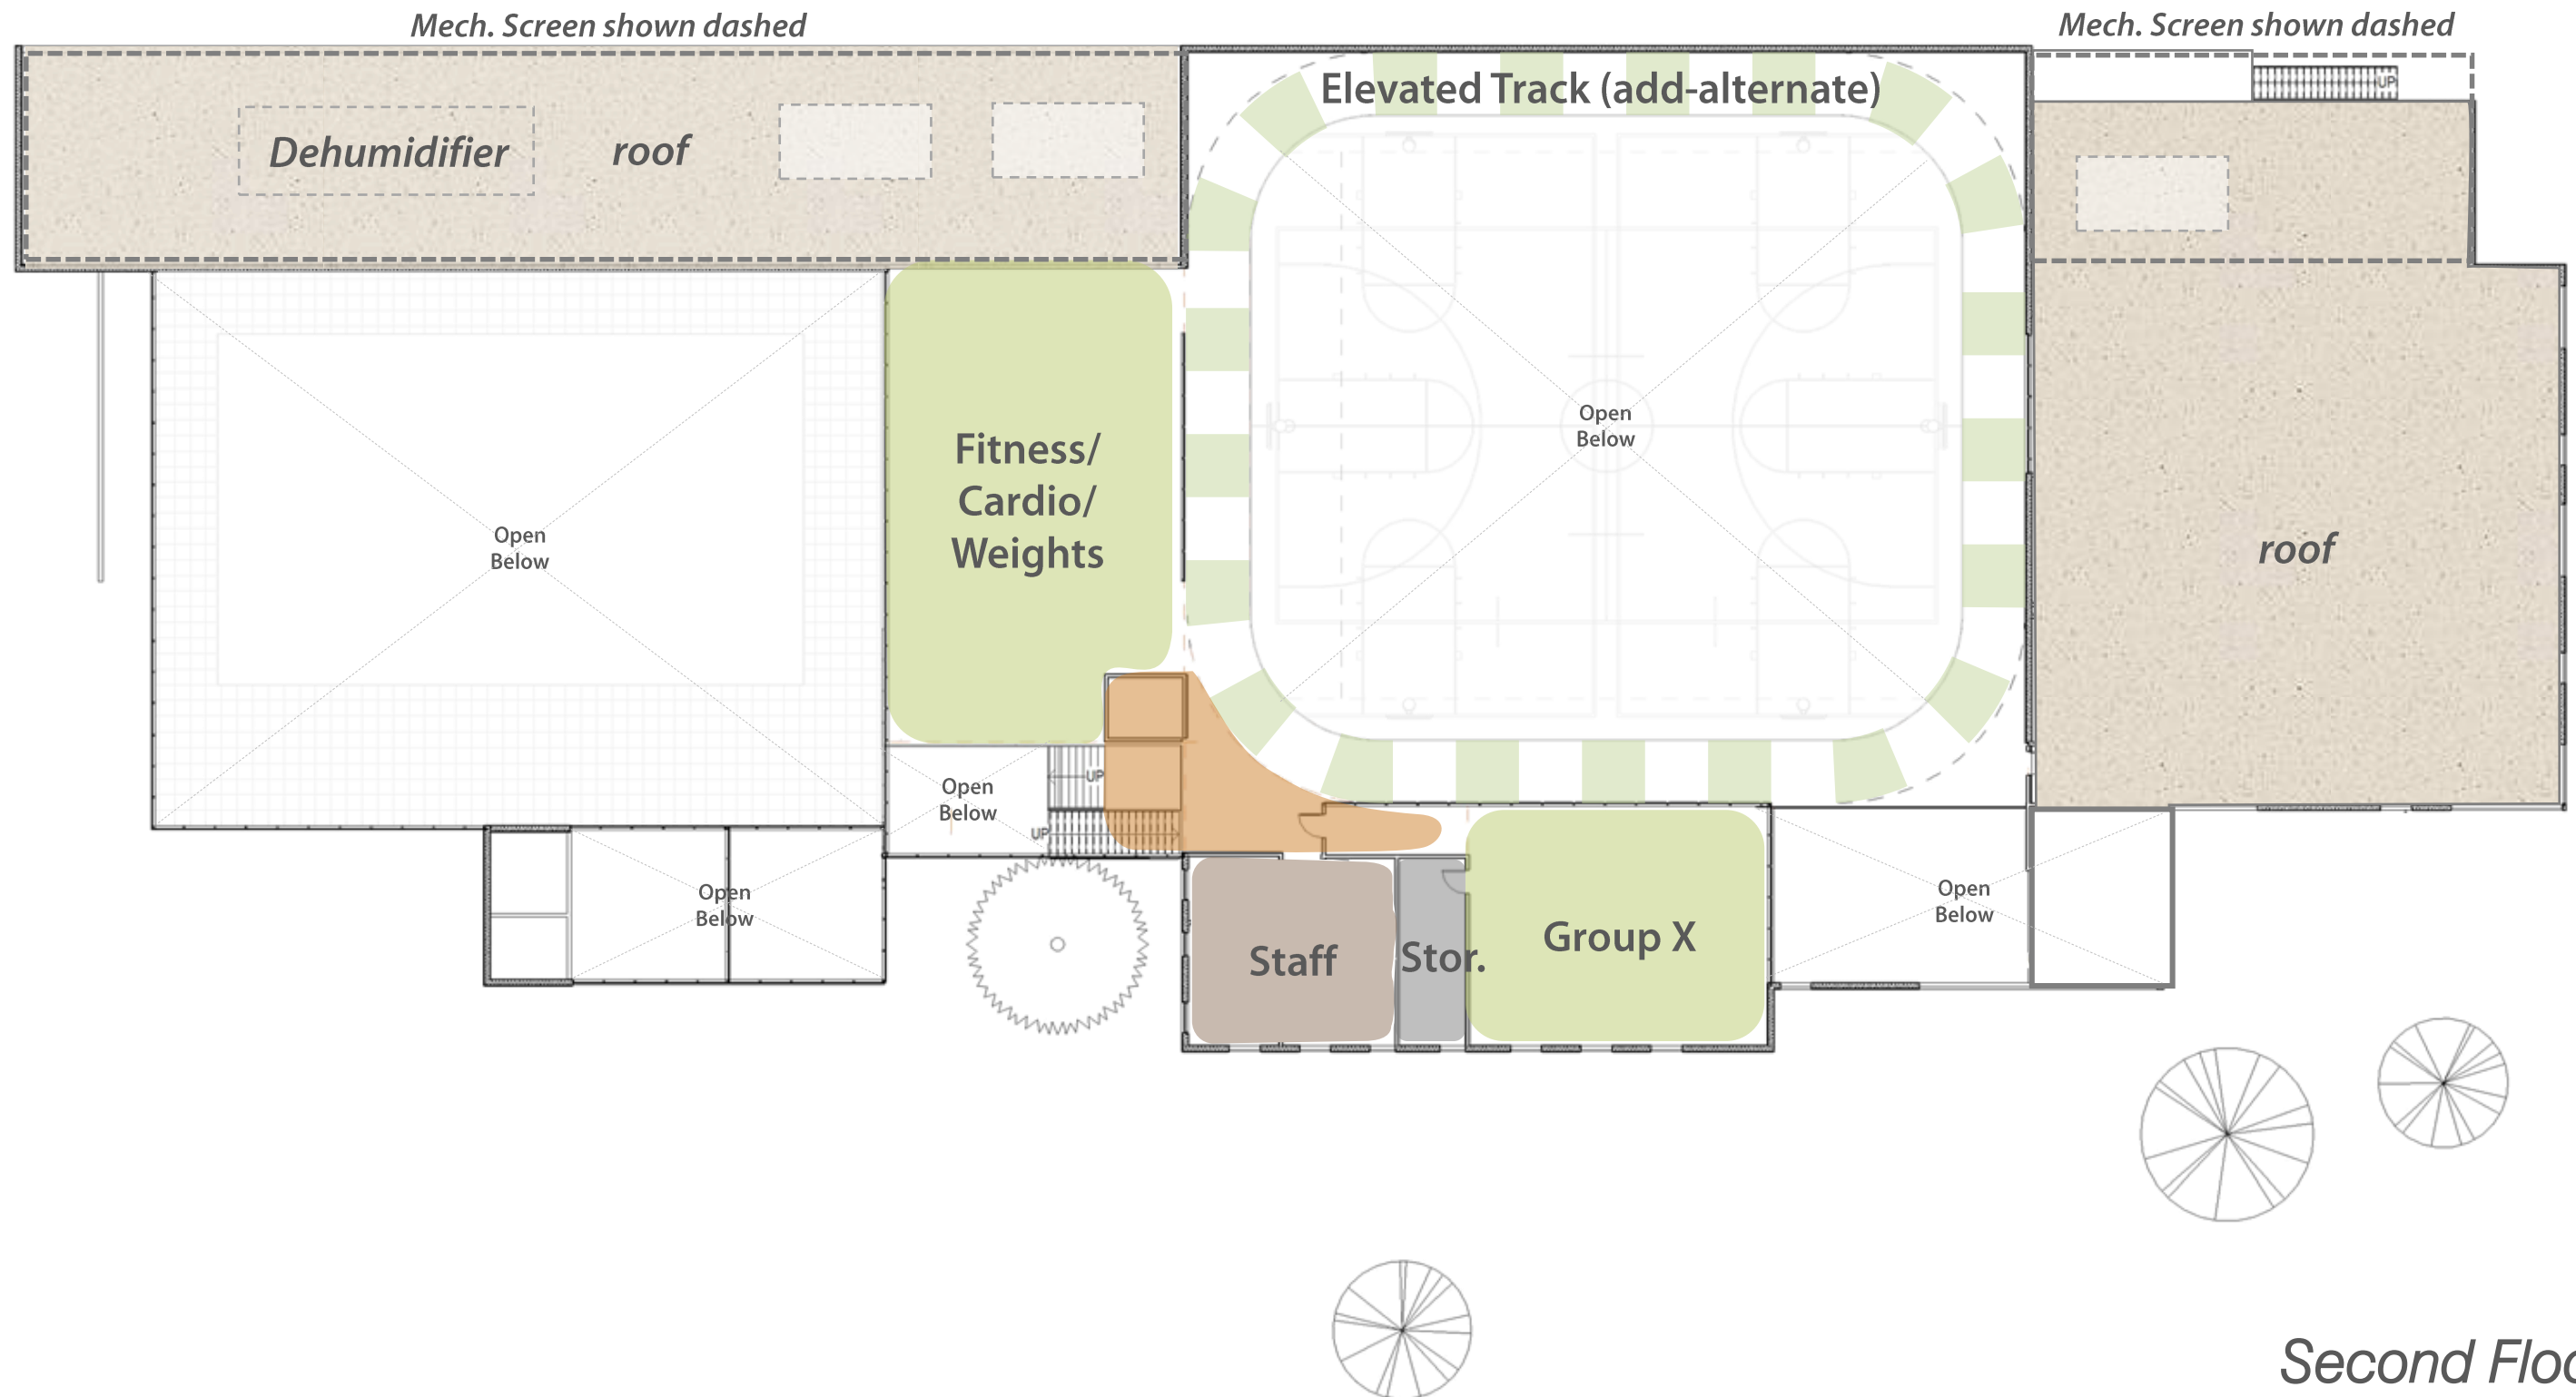 Mech. Screen shown dashed
Mech. Screen shown dashed
Elevated Track (add-alternate)
UP
Dehumidifier
roof
Fitness/
Cardio/
Weights
Open
Below
Open
Below
roof
UP
Open
Below
UP
Open
Below
Open
Below
Staff
Stor.
Group X
Second Floo